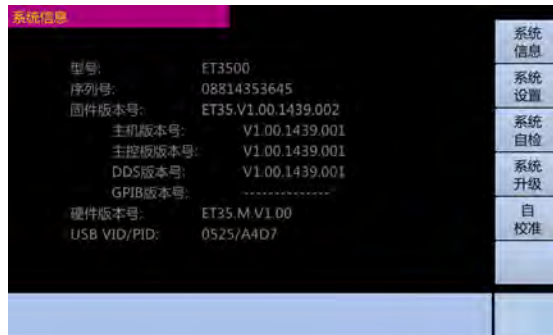 系统信息
型号: ET3500
序列号: 08814353645
固件版本号: ET35.V1.00.1439.002
主机版本号: V1.00.1439.001
主控板版本号: V1.00.1439.001
DDS版本号: V1.00.1439.001
GPIB版本号: --------------
硬件版本号: ET35.M.V1.00
USB VID/PID: 0525/A4D7
系统
信息
系统
设置
系统
自检
系统
升级
自
校准